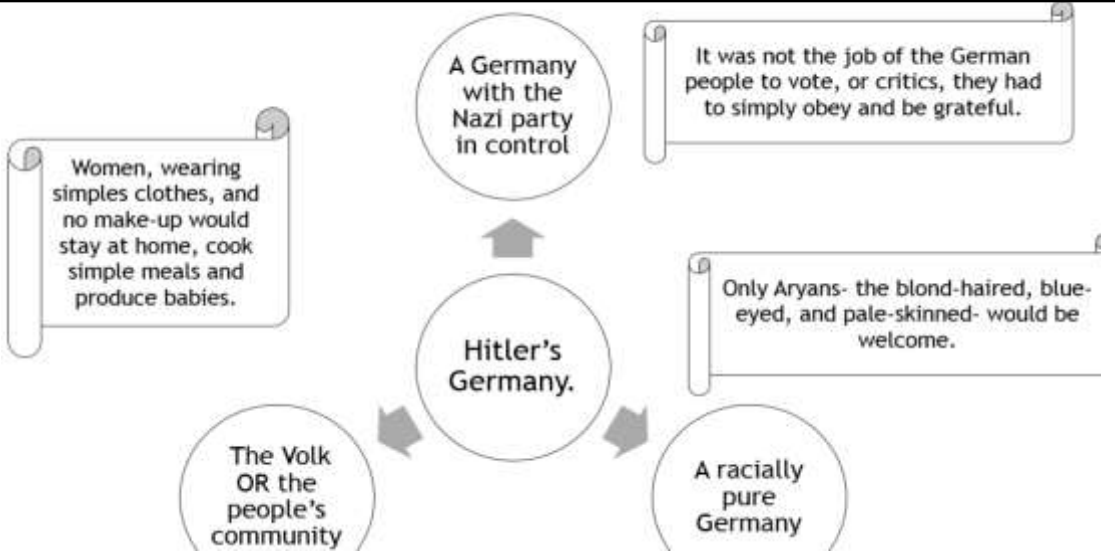 A Germany
with the
Nazi party
in control
It was not the job of the German
people to vote, or critics, they had
to simply obey and be grateful.
Women, wearing
simples clothes, and
no make-up would
stay at home, cook
simple meals and
produce babies.
Hitler's
Germany.
Only Aryans- the blond-haired, blue-
eyed, and pale-skinned- would be
welcome.
The Volk
OR the
people's
community
A racially
pure
Germany